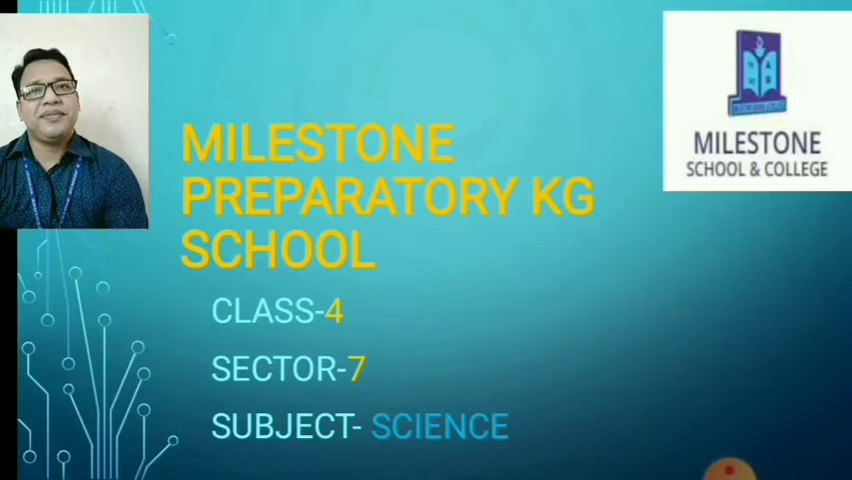 MILESTONE
PREPARATORY KG
SCHOOL
CLASS-4
SECTOR-7
SUBJECT- SCIENCE
MILESTONE
SCHOOL & COLLEGE